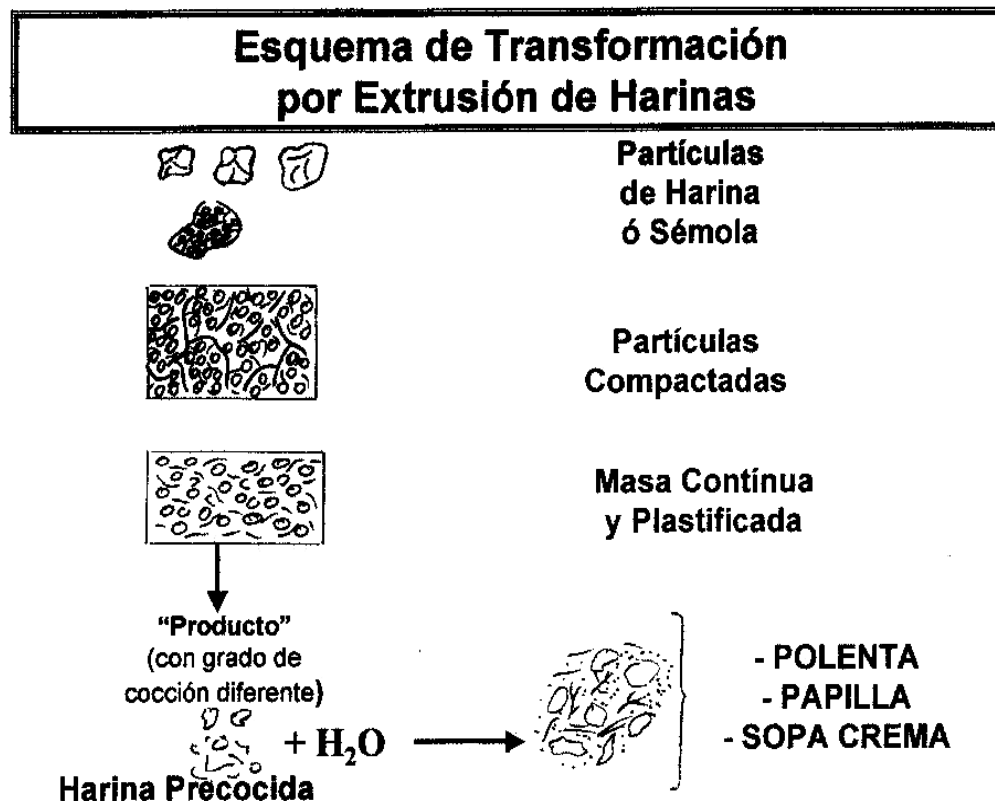 Esquema de Transformación
por Extrusión de Harinas
Partículas
de Harina
ó Sémola
Partículas
Compactadas
Masa Contínua
y Plastificada
“Producto”
(con grado de
cocción diferente)
+ H₂O
Harina Precocida
- POLENTA
- PAPILLA
- SOPA CREMA